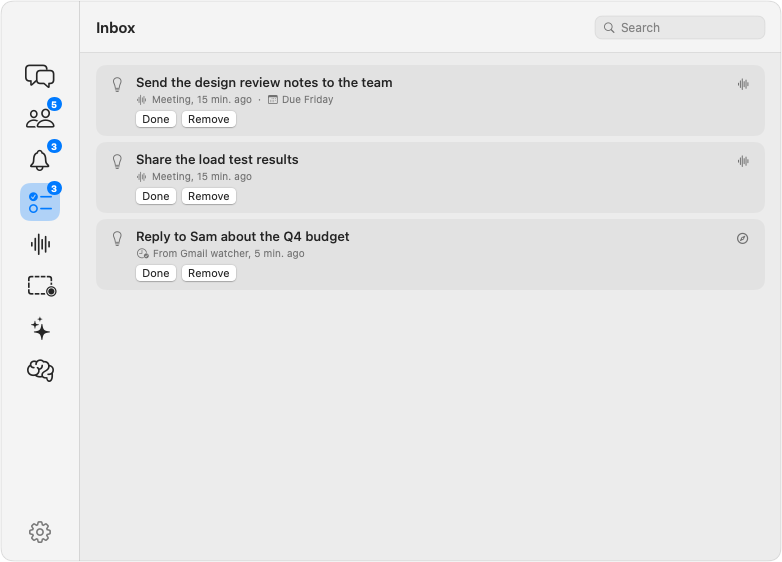 Inbox
Search
5
3
3
Send the design review notes to the team
Meeting, 15 min. ago · Due Friday
Done Remove
Share the load test results
Meeting, 15 min. ago
Done Remove
Reply to Sam about the Q4 budget
From Gmail watcher, 5 min. ago
Done Remove